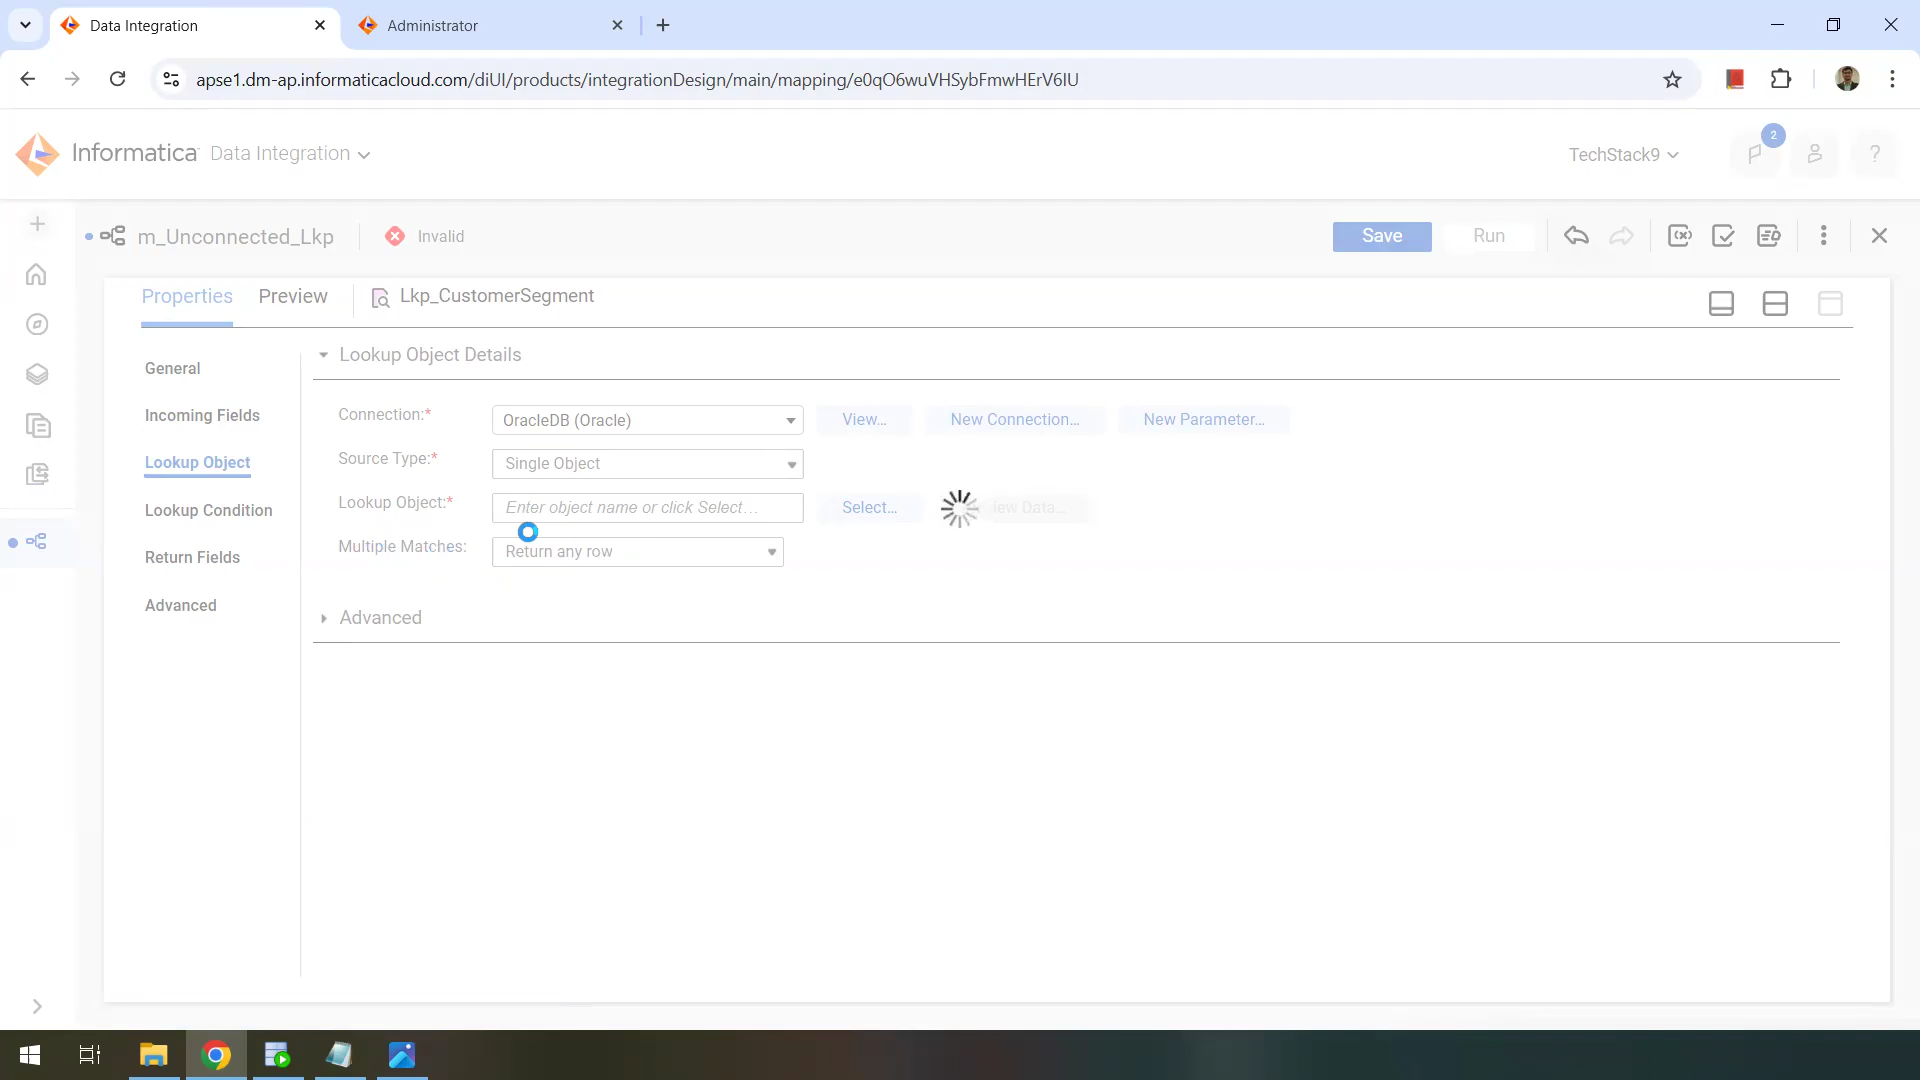 Data Integration
Administrator
apse1.dm-ap.informaticacloud.com/diUI/products/integrationDesign/main/mapping/e0qO6wuVHSybFmwHErV6IU
Informatica Data Integration
TechStack9
2
?
m_Unconnected_Lkp
Invalid
Save
Run
Properties
Preview
Lkp_CustomerSegment
General
Incoming Fields
Lookup Object
Lookup Condition
Return Fields
Advanced
Lookup Object Details
Connection:* OracleDB (Oracle) View... New Connection... New Parameter...
Source Type:* Single Object
Lookup Object:* Enter object name or click Select... Select... Data...
Multiple Matches: Return any row
Advanced